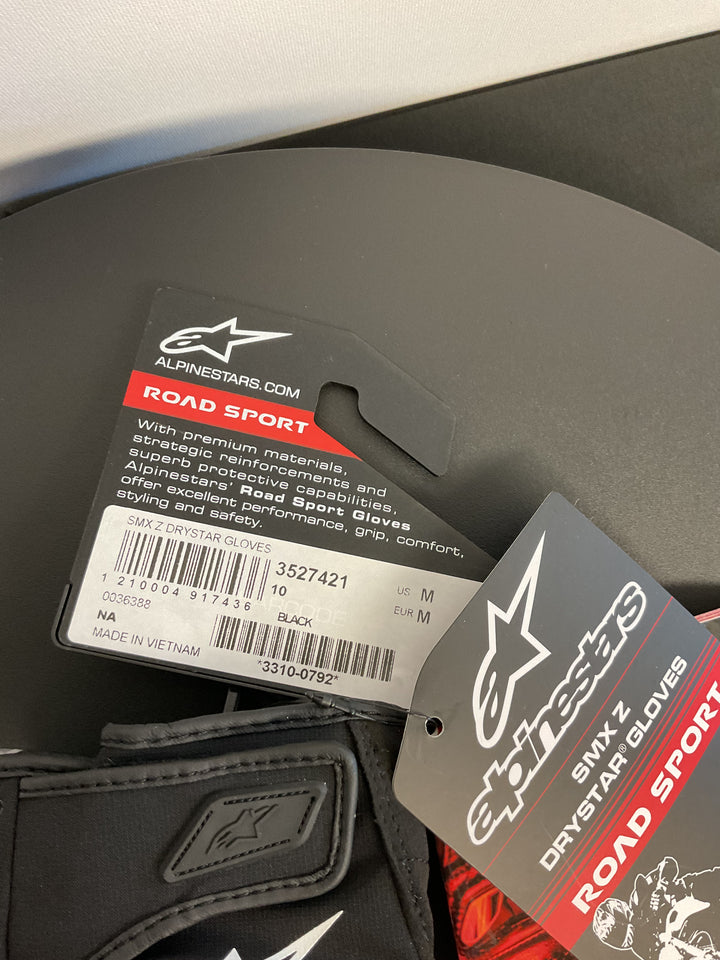 ALPINESTARS.COM
ROAD SPORT
With premium materials,
strategic reinforcements and
superb protective capabilities,
Alpinestars' Road Sport Gloves
offer excellent performance, grip, comfort,
styling and safety.
SMX Z DRYSTAR GLOVES
1 210004 917436
3527421
10
US M
EUR M
0036388
BLACK
NA
MADE IN VIETNAM
*3310-0792*
alpinestars
SMX Z
DRYSTAR® GLOVES
ROAD SPORT